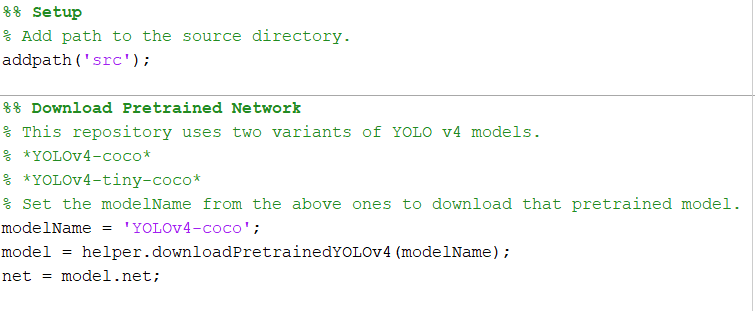 %% Setup
% Add path to the source directory.
addpath('src');
%% Download Pretrained Network
% This repository uses two variants of YOLO v4 models.
% *YOLOv4-coco*
% *YOLOv4-tiny-coco*
% Set the modelName from the above ones to download that pretrained model.
modelName = 'YOLOv4-coco';
model = helper.downloadPretrainedYOLOv4(modelName);
net = model.net;